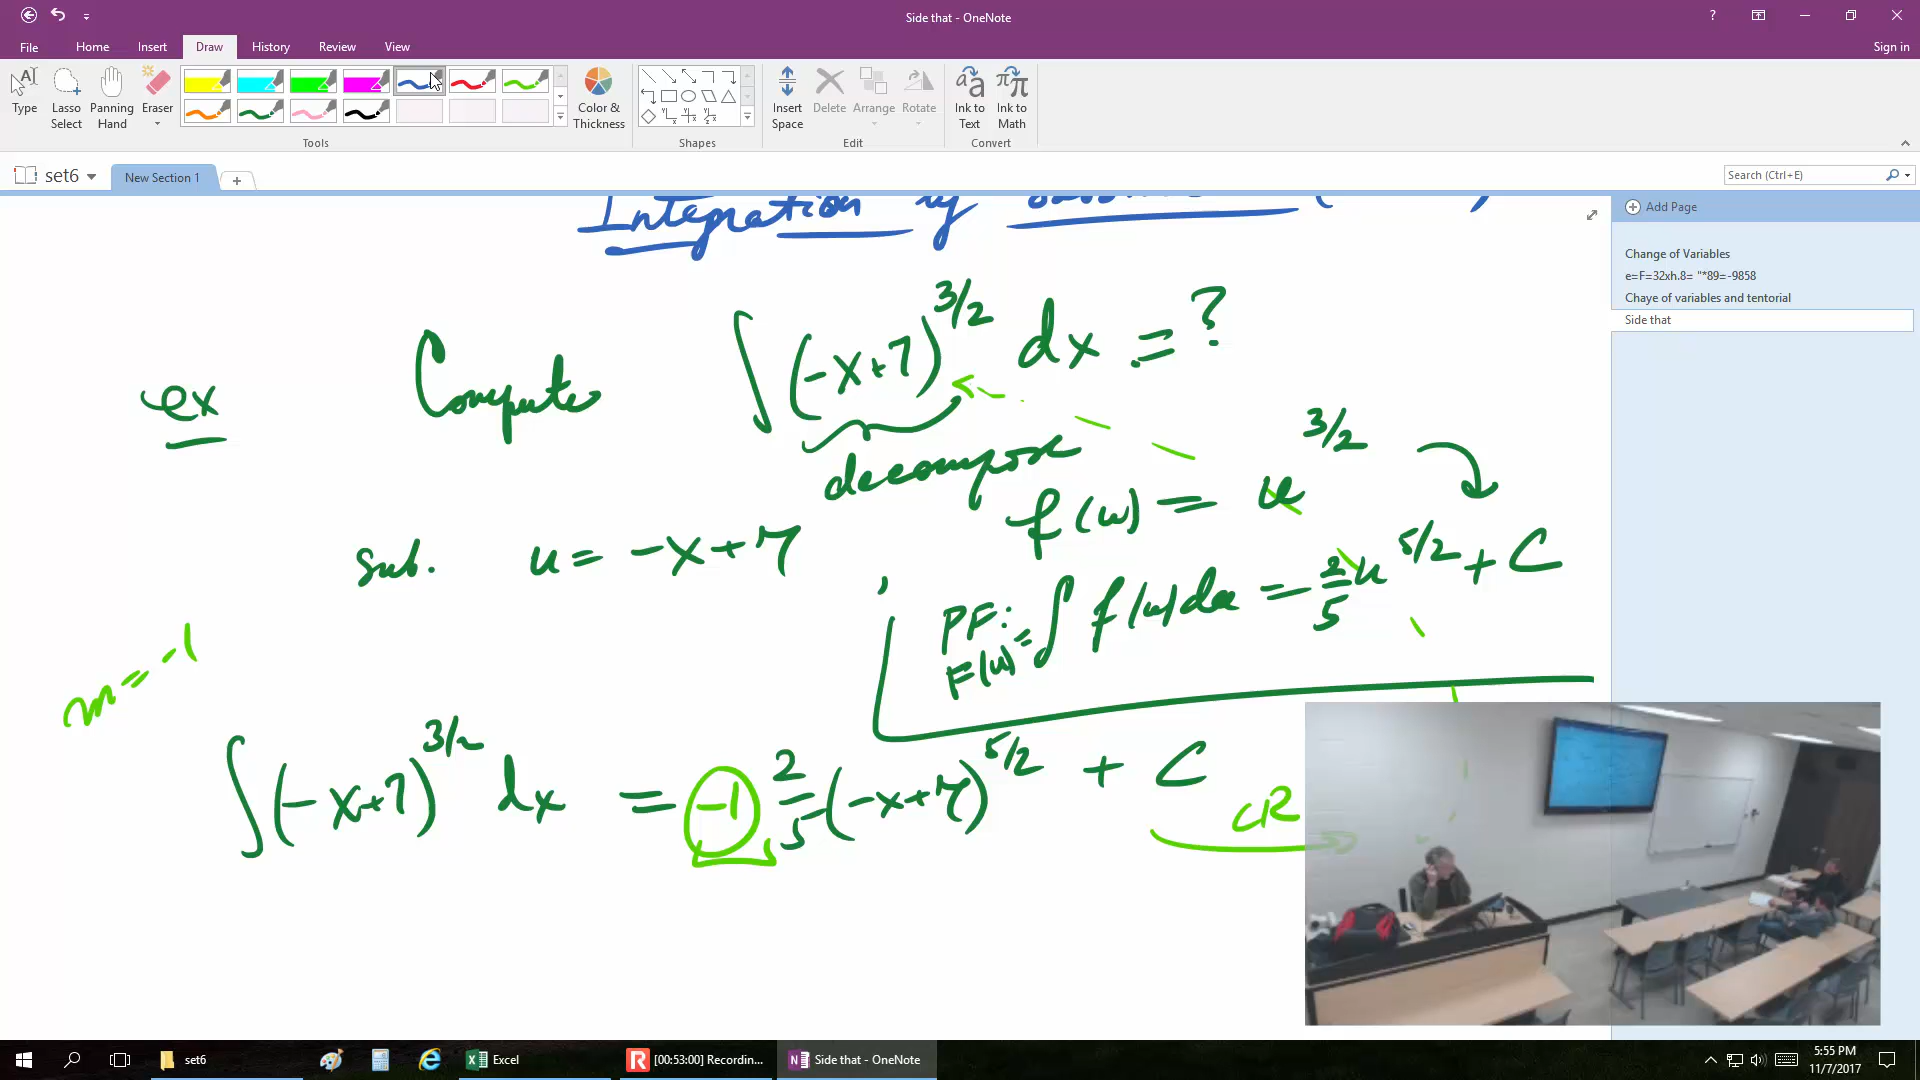 Side that - OneNote
?
File Home Insert Draw History Review View Sign in
Type
Lasso Select
Panning Hand
Eraser
Color & Thickness
Insert Space
Delete
Arrange
Rotate
Ink to Text
Ink to Math
Tools Shapes Edit Convert
set6 New Section 1 Search (Ctrl+E)
Add Page
Change of Variables
e=F=32xh.8= "*89=-9858
Chaye of variables and tentorial
Side that
Integration by
ex Compute ∫(-x+7)^{3/2} dx = ?
decompose
f(u) = u^{3/2}
sub. u = -x+7
PF: F(u) = ∫ f(u) du = 2/5 u^{5/2} + C
m = -1
∫(-x+7)^{3/2} dx = -1 · 2/5 (-x+7)^{5/2} + C
CR
set6 Excel [00:53:00] Recordin... Side that - OneNote
5:55 PM
11/7/2017